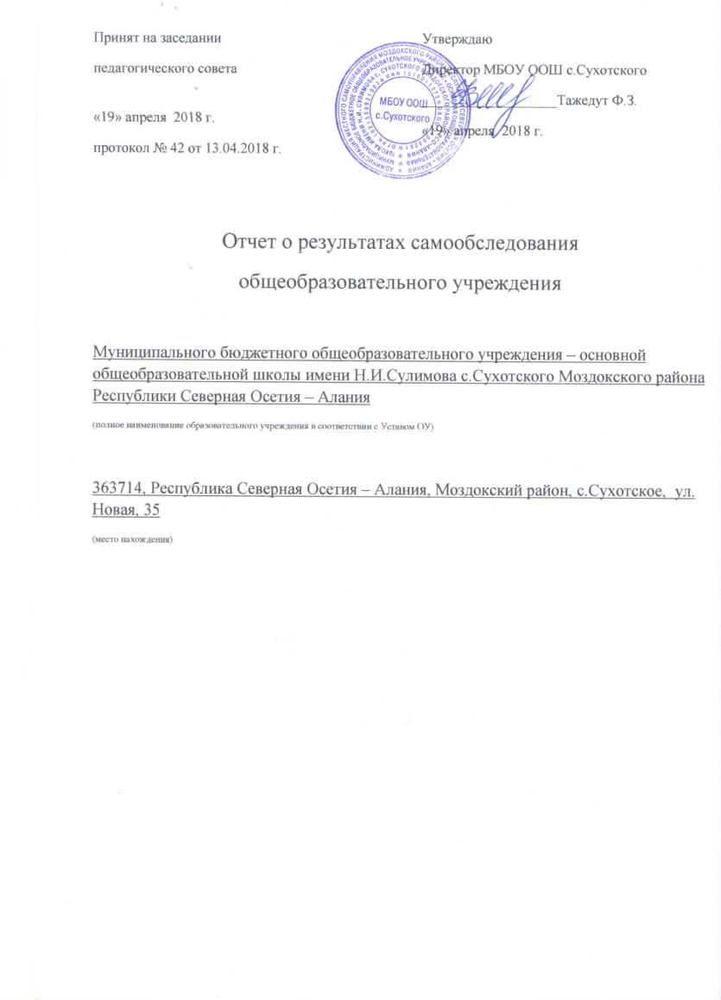 Принят на заседании
педагогического совета
«19» апреля 2018 г.
протокол № 42 от 13.04.2018 г.
Утверждаю
Директор МБОУ ООШ с.Сухотского
Тажедут Ф.З.
«19» апреля 2018 г.
МБОУ ООШ
с.Сухотского
Отчет о результатах самообследования
общеобразовательного учреждения
Муниципального бюджетного общеобразовательного учреждения – основной
общеобразовательной школы имени Н.И.Сулимова с.Сухотского Моздокского района
Республики Северная Осетия – Алания
(полное наименование образовательного учреждения в соответствии с Уставом ОУ)
363714, Республика Северная Осетия – Алания, Моздокский район, с.Сухотское, ул.
Новая, 35
(место нахождения)